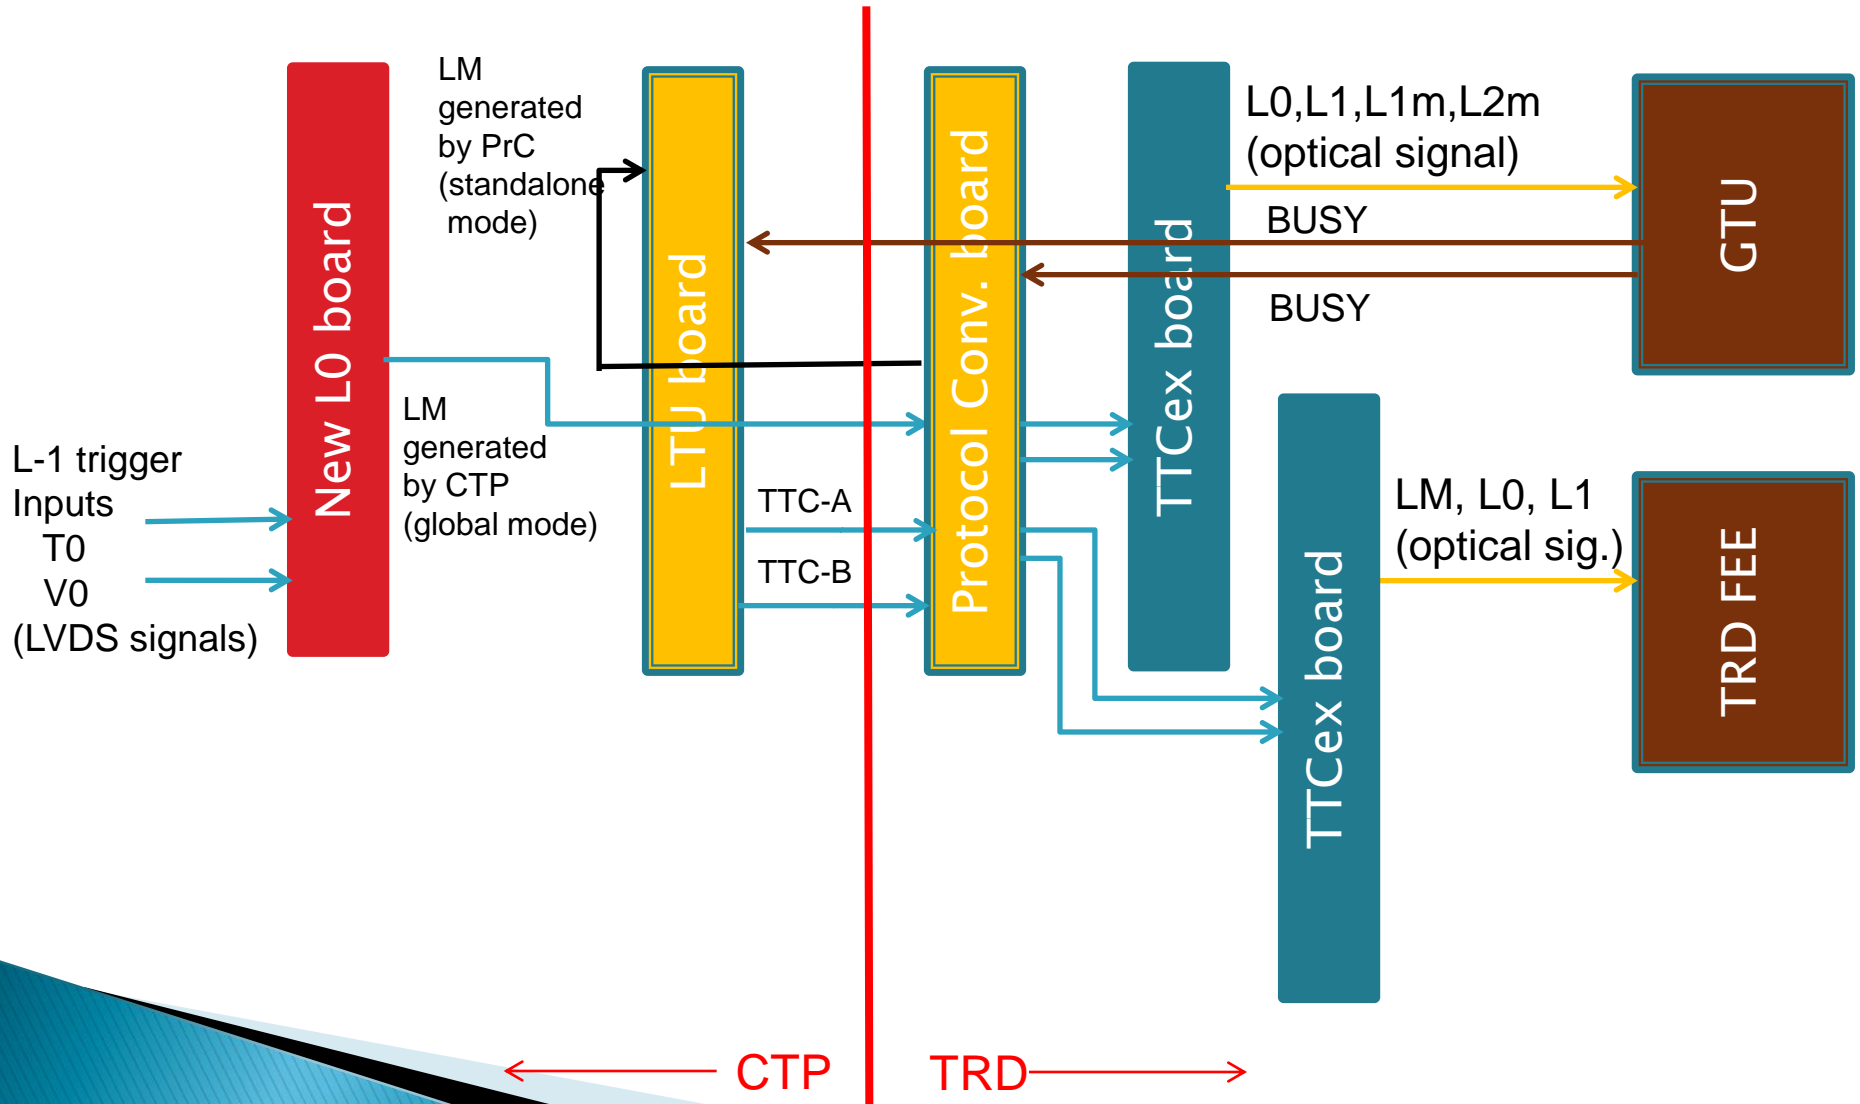 LM
generated
by PrC
(standalone
mode)
New L0 board
LTU board
Protocol Conv. board
TTCex board
L0,L1,L1m,L2m
(optical signal)
BUSY
BUSY
GTU
LM
generated
by CTP
(global mode)
L-1 trigger
Inputs
T0
V0
(LVDS signals)
TTC-A
TTC-B
TTCex board
LM, L0, L1
(optical sig.)
TRD FEE
CTP
TRD